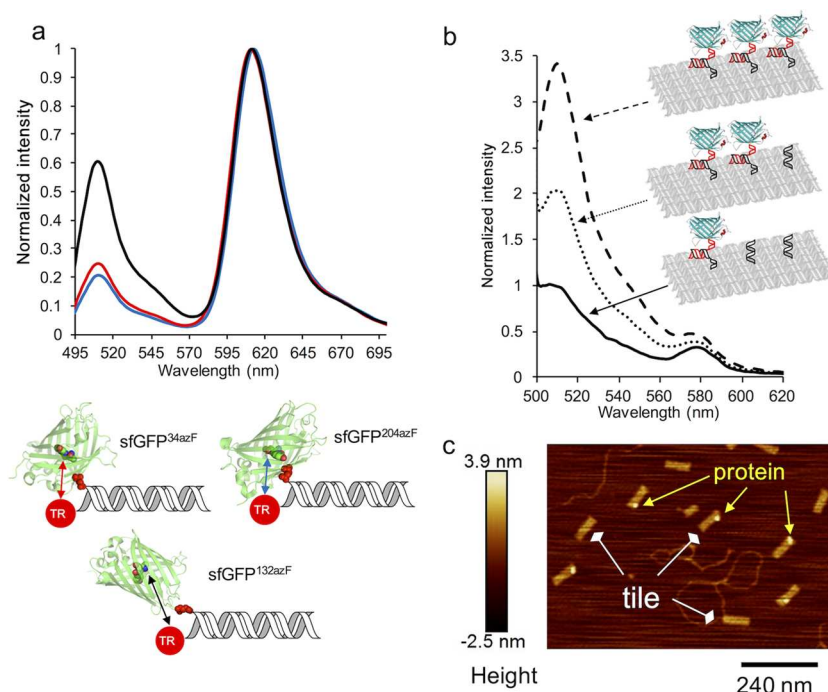 a
Normalized intensity
1
0.9
0.8
0.7
0.6
0.5
0.4
0.3
0.2
0.1
0
495 520 545 570 595 620 645 670 695
Wavelength (nm)
sfGFP34azF
sfGFP204azF
TR
TR
sfGFP132azF
TR
b
Normalized intensity
3.5
3
2.5
2
1.5
1
0.5
0
500 520 540 560 580 600 620
Wavelength (nm)
c
3.9 nm
-2.5 nm
Height
protein
tile
240 nm